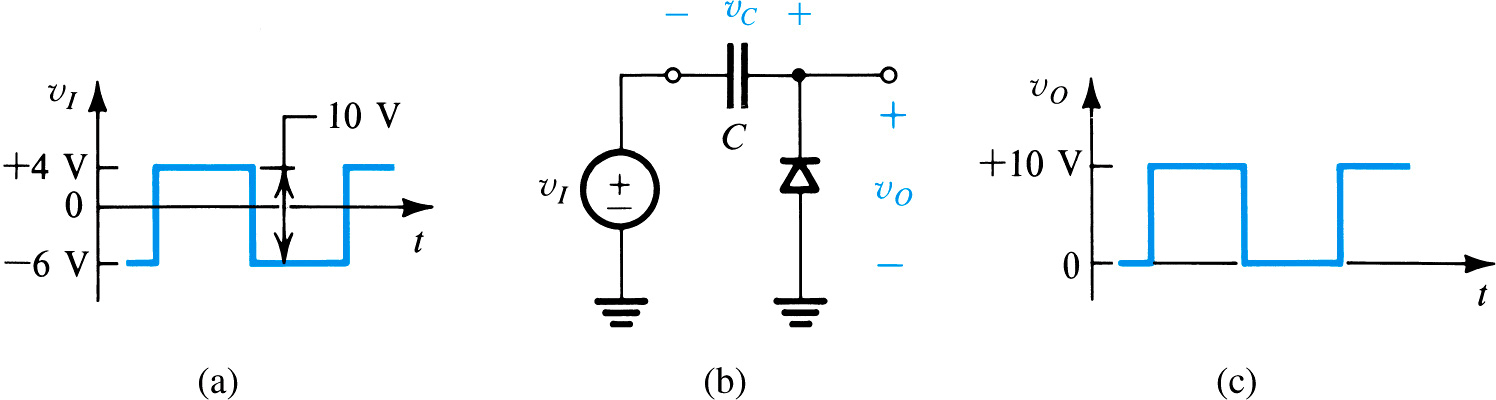 v_I
10 V
+4 V
0
−6 V
t
(a)
− v_C +
C
v_I
+
−
+
v_O
−
(b)
v_O
+10 V
0
t
(c)